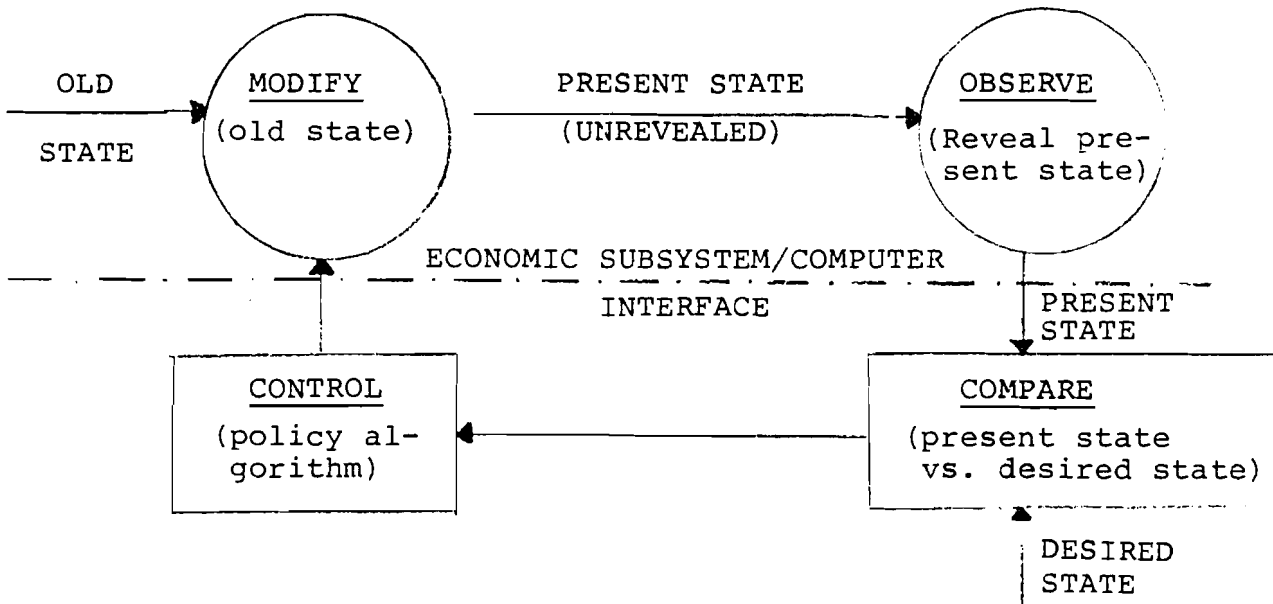 OLD
STATE
MODIFY
(old state)
PRESENT STATE
(UNREVEALED)
OBSERVE
(Reveal pre-
sent state)
ECONOMIC SUBSYSTEM/COMPUTER
INTERFACE
PRESENT
STATE
CONTROL
(policy al-
gorithm)
COMPARE
(present state
vs. desired state)
DESIRED
STATE